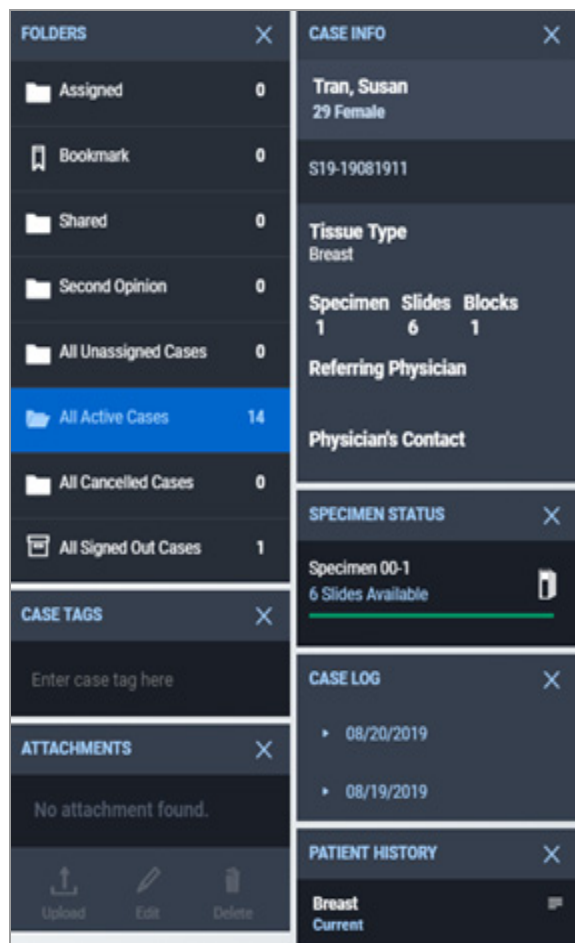 FOLDERS
Assigned 0
Bookmark 0
Shared 0
Second Opinion 0
All Unassigned Cases 0
All Active Cases 14
All Cancelled Cases 0
All Signed Out Cases 1
CASE TAGS
Enter case tag here
ATTACHMENTS
No attachment found.
Upload Edit Delete
CASE INFO
Tran, Susan
29 Female
S19-19081911
Tissue Type
Breast
Specimen Slides Blocks
1 6 1
Referring Physician
Physician's Contact
SPECIMEN STATUS
Specimen 00-1
6 Slides Available
CASE LOG
08/20/2019
08/19/2019
PATIENT HISTORY
Breast
Current